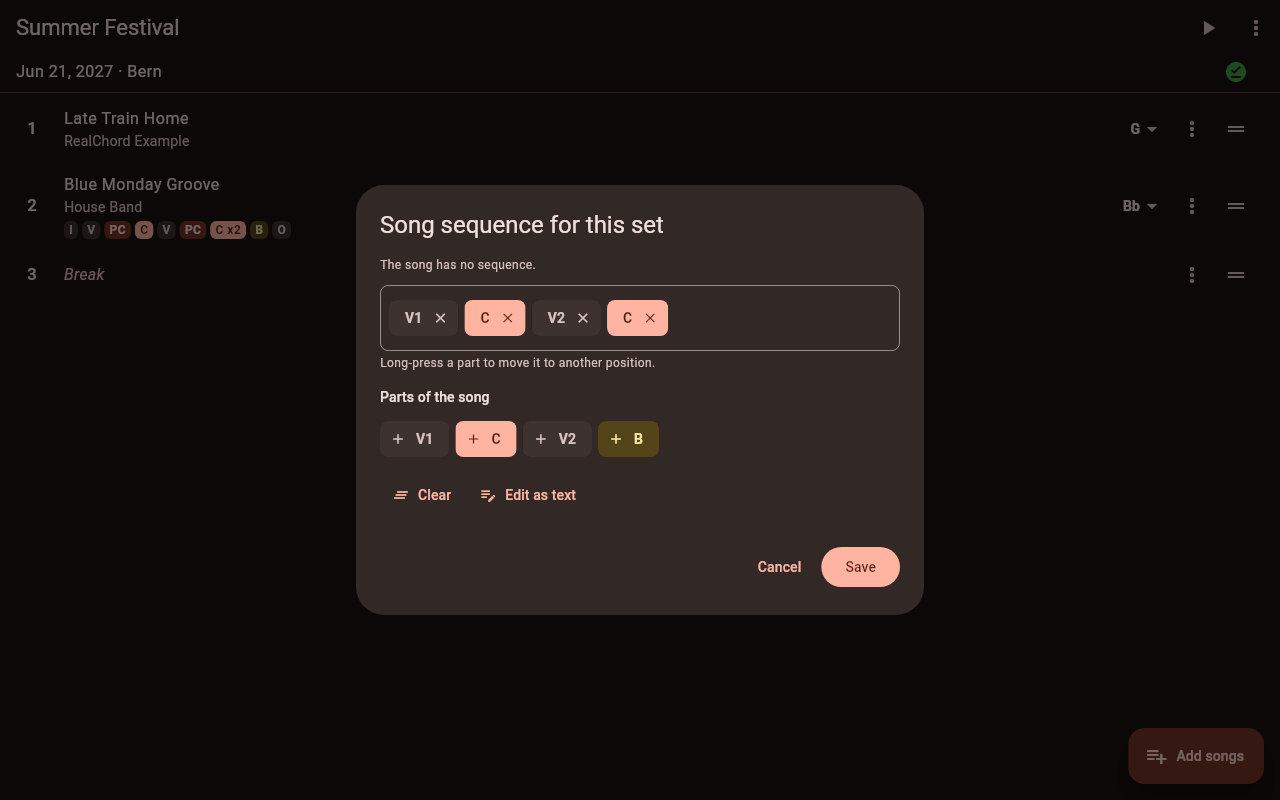 Summer Festival
Jun 21, 2027 · Bern
1
Late Train Home
RealChord Example
G
2
Blue Monday Groove
House Band
I V PC C V PC C x2 B O
Bb
3
Break
Song sequence for this set
The song has no sequence.
V1 C V2 C
Long-press a part to move it to another position.
Parts of the song
V1 C V2 B
Clear Edit as text
Cancel Save
Add songs